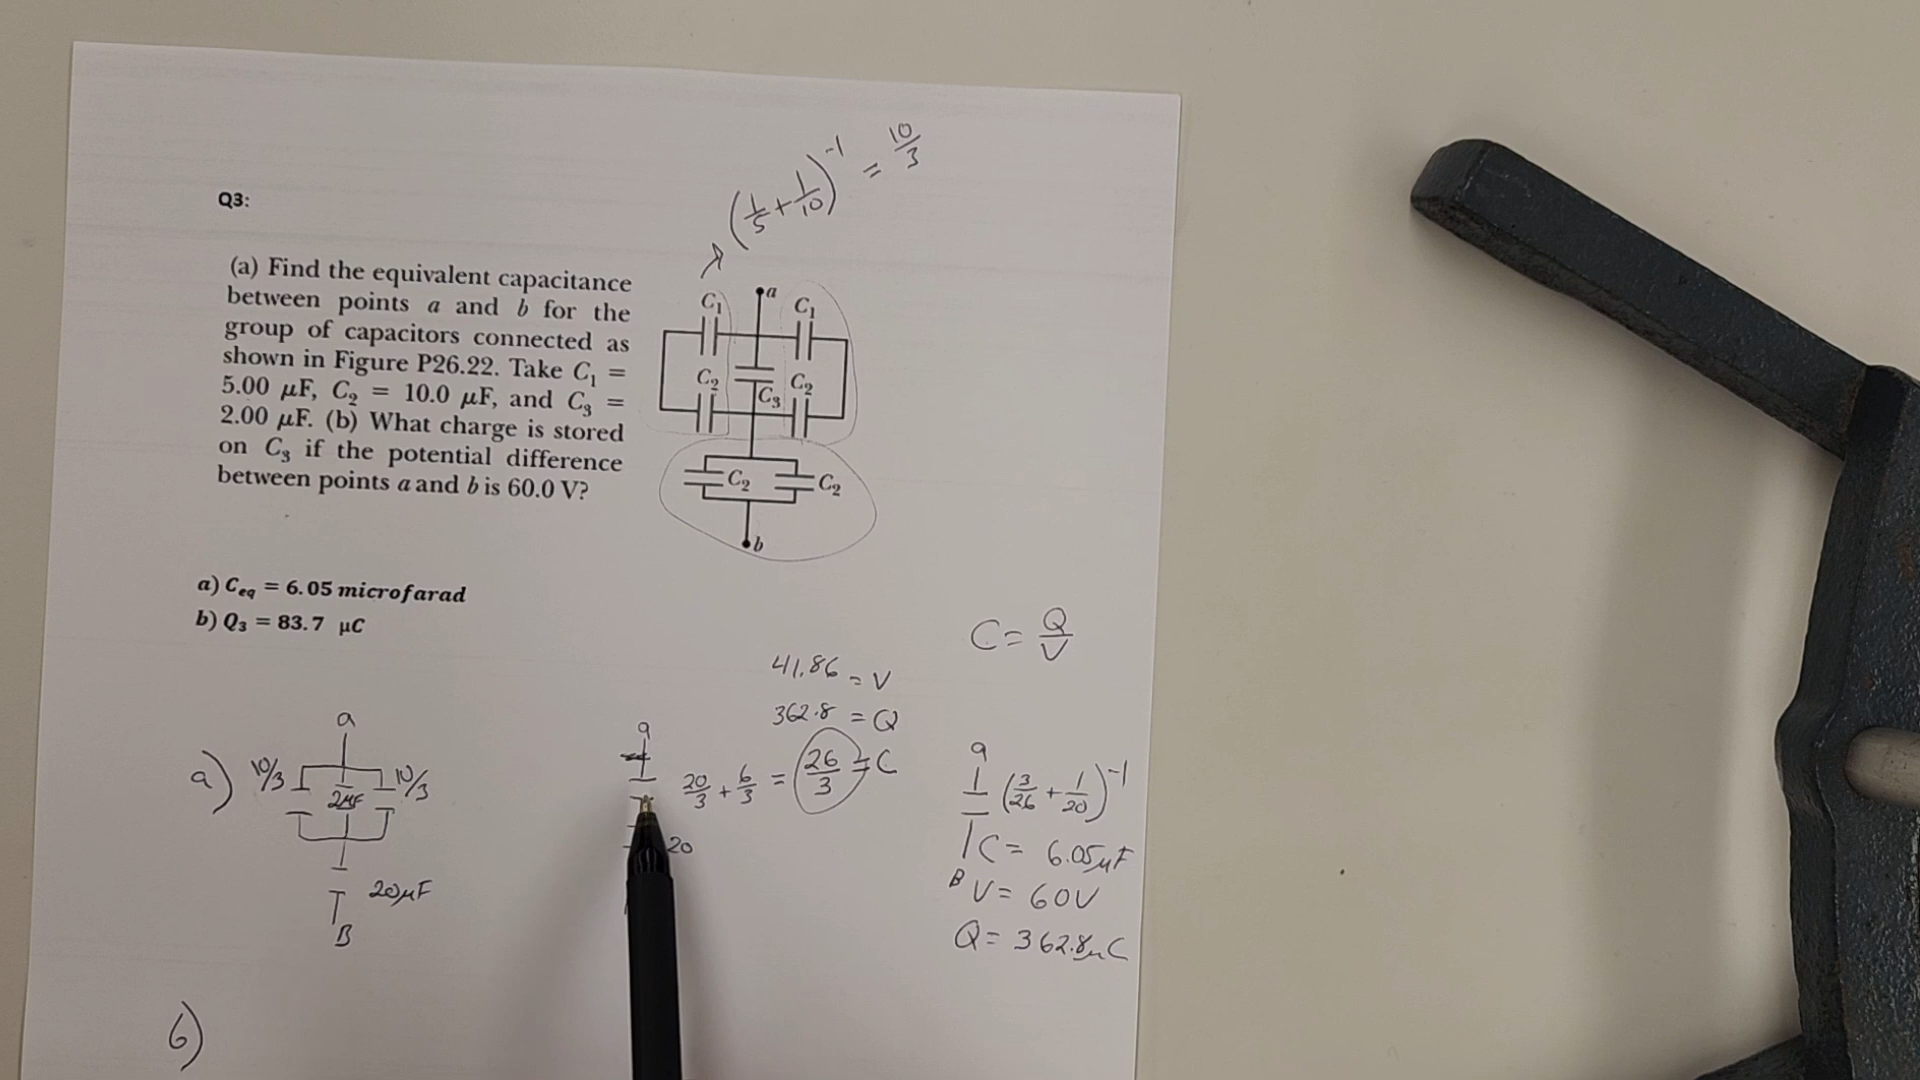 (1/5 + 1/10)^-1 = 10/3
Q3:
(a) Find the equivalent capacitance
between points a and b for the
group of capacitors connected as
shown in Figure P26.22. Take C₁ =
5.00 μF, C₂ = 10.0 μF, and C₃ =
2.00 μF. (b) What charge is stored
on C₃ if the potential difference
between points a and b is 60.0 V?
a
C₁ C₁
C₂ C₃ C₂
C₂ C₂
b
a) Ceq = 6.05 microfarad
b) Q₃ = 83.7 μC
C = Q/V
41.86 = V
362.8 = Q
a)
a
10/3 2μF 10/3
20μF
B
a
20/3 + 6/3 = 26/3 = C
20
a
(3/26 + 1/20)^-1
C = 6.05μF
B
V = 60V
Q = 362.8μC
b)